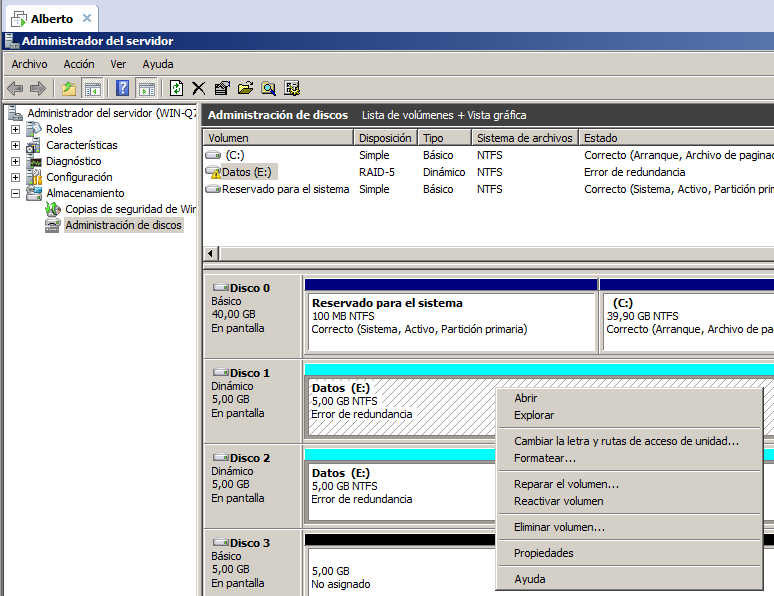 Alberto
Administrador del servidor
Archivo Acción Ver Ayuda
Administrador del servidor (WIN-Q7
Roles
Características
Diagnóstico
Configuración
Almacenamiento
Copias de seguridad de Wir
Administración de discos
Administración de discos Lista de volúmenes + Vista gráfica
Volumen Disposición Tipo Sistema de archivos Estado
(C:) Simple Básico NTFS Correcto (Arranque, Archivo de paginac
Datos (E:) RAID-5 Dinámico NTFS Error de redundancia
Reservado para el sistema Simple Básico NTFS Correcto (Sistema, Activo, Partición prim
Disco 0
Básico
40,00 GB
En pantalla
Reservado para el sistema
100 MB NTFS
Correcto (Sistema, Activo, Partición primaria)
(C:)
39,90 GB NTFS
Correcto (Arranque, Archivo de pa
Disco 1
Dinámico
5,00 GB
En pantalla
Datos (E:)
5,00 GB NTFS
Error de redundancia
Disco 2
Dinámico
5,00 GB
En pantalla
Datos (E:)
5,00 GB NTFS
Error de redundancia
Disco 3
Básico
5,00 GB
En pantalla
5,00 GB
No asignado
Abrir
Explorar
Cambiar la letra y rutas de acceso de unidad...
Formatear...
Reparar el volumen...
Reactivar volumen
Eliminar volumen...
Propiedades
Ayuda